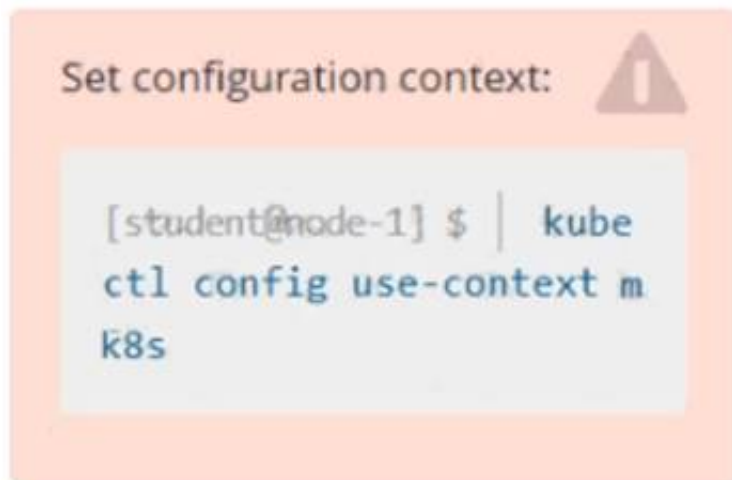 Set configuration context:
[student@node-1] $ | kube
ctl config use-context m
k8s